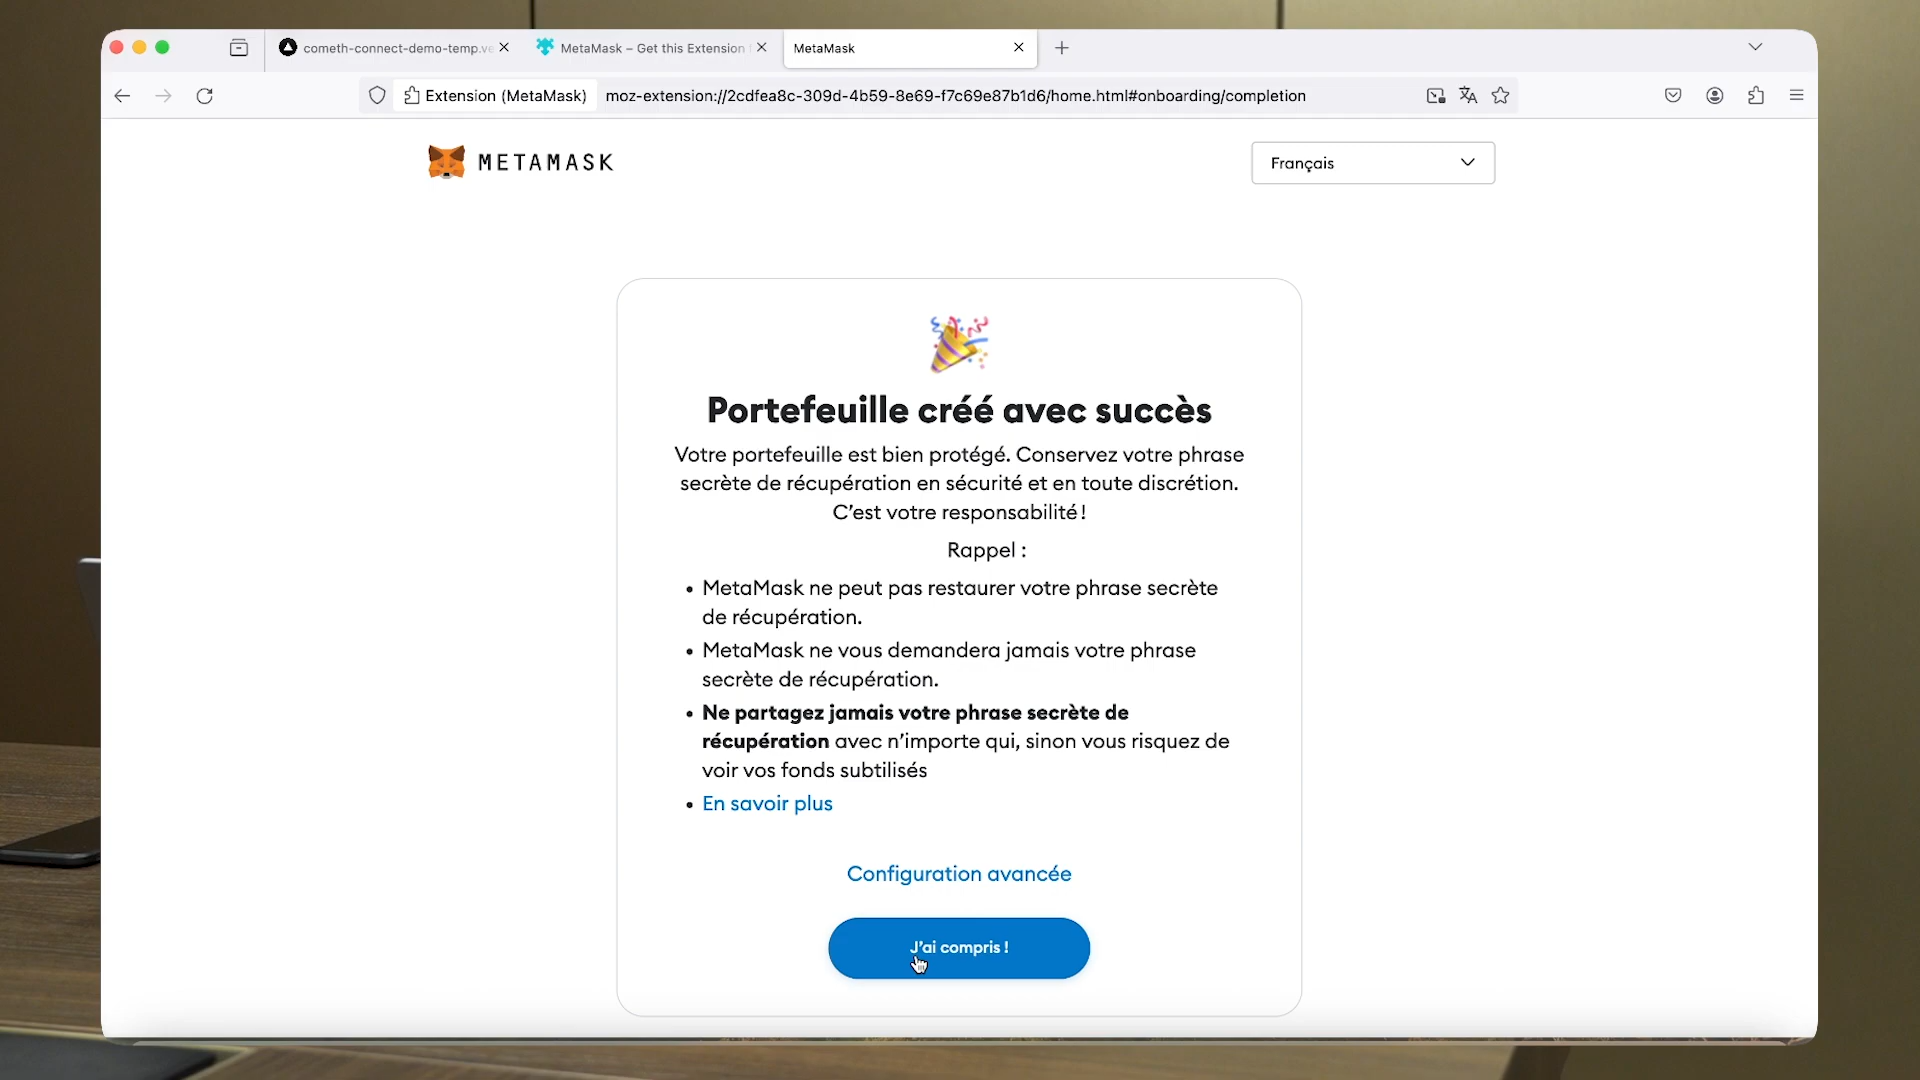 cometh-connect-demo-temp.ve
MetaMask – Get this Extension
MetaMask
Extension (MetaMask)
moz-extension://2cdfea8c-309d-4b59-8e69-f7c69e87b1d6/home.html#onboarding/completion
METAMASK
Français
Portefeuille créé avec succès
Votre portefeuille est bien protégé. Conservez votre phrase
secrète de récupération en sécurité et en toute discrétion.
C’est votre responsabilité!
Rappel :
• MetaMask ne peut pas restaurer votre phrase secrète
de récupération.
• MetaMask ne vous demandera jamais votre phrase
secrète de récupération.
• Ne partagez jamais votre phrase secrète de
récupération avec n’importe qui, sinon vous risquez de
voir vos fonds subtilisés
• En savoir plus
Configuration avancée
J’ai compris !